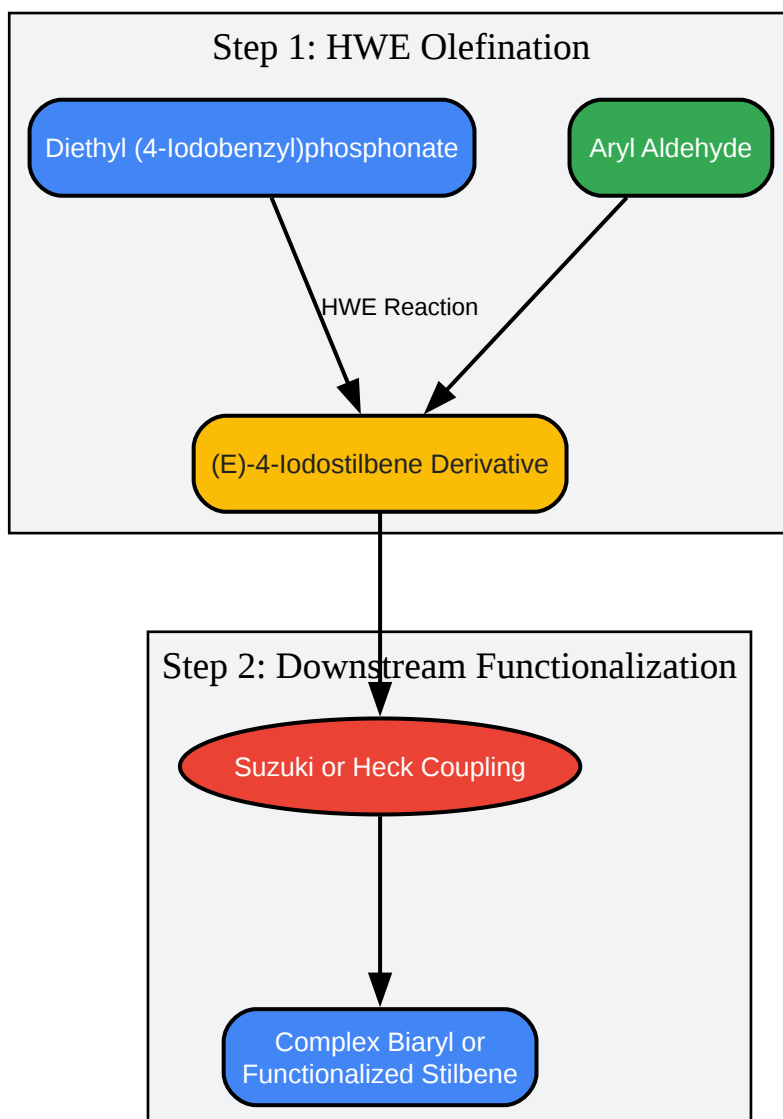 Step 1: HWE Olefination
Diethyl (4-Iodobenzyl)phosphonate
Aryl Aldehyde
HWE Reaction
(E)-4-Iodostilbene Derivative
Step 2: Downstream Functionalization
Suzuki or Heck Coupling
Complex Biaryl or
Functionalized Stilbene